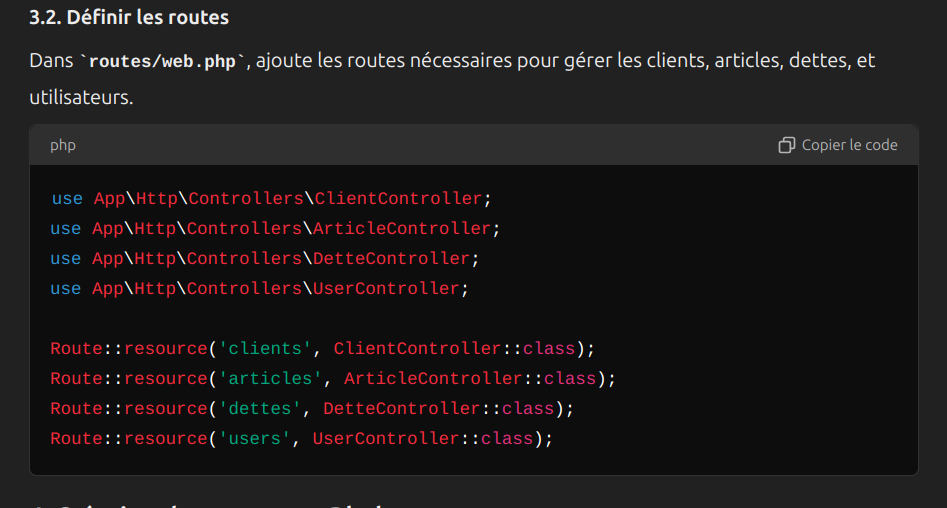 3.2. Définir les routes
Dans `routes/web.php`, ajoute les routes nécessaires pour gérer les clients, articles, dettes, et
utilisateurs.
php
Copier le code
use App\Http\Controllers\ClientController;
use App\Http\Controllers\ArticleController;
use App\Http\Controllers\DetteController;
use App\Http\Controllers\UserController;
Route::resource('clients', ClientController::class);
Route::resource('articles', ArticleController::class);
Route::resource('dettes', DetteController::class);
Route::resource('users', UserController::class);